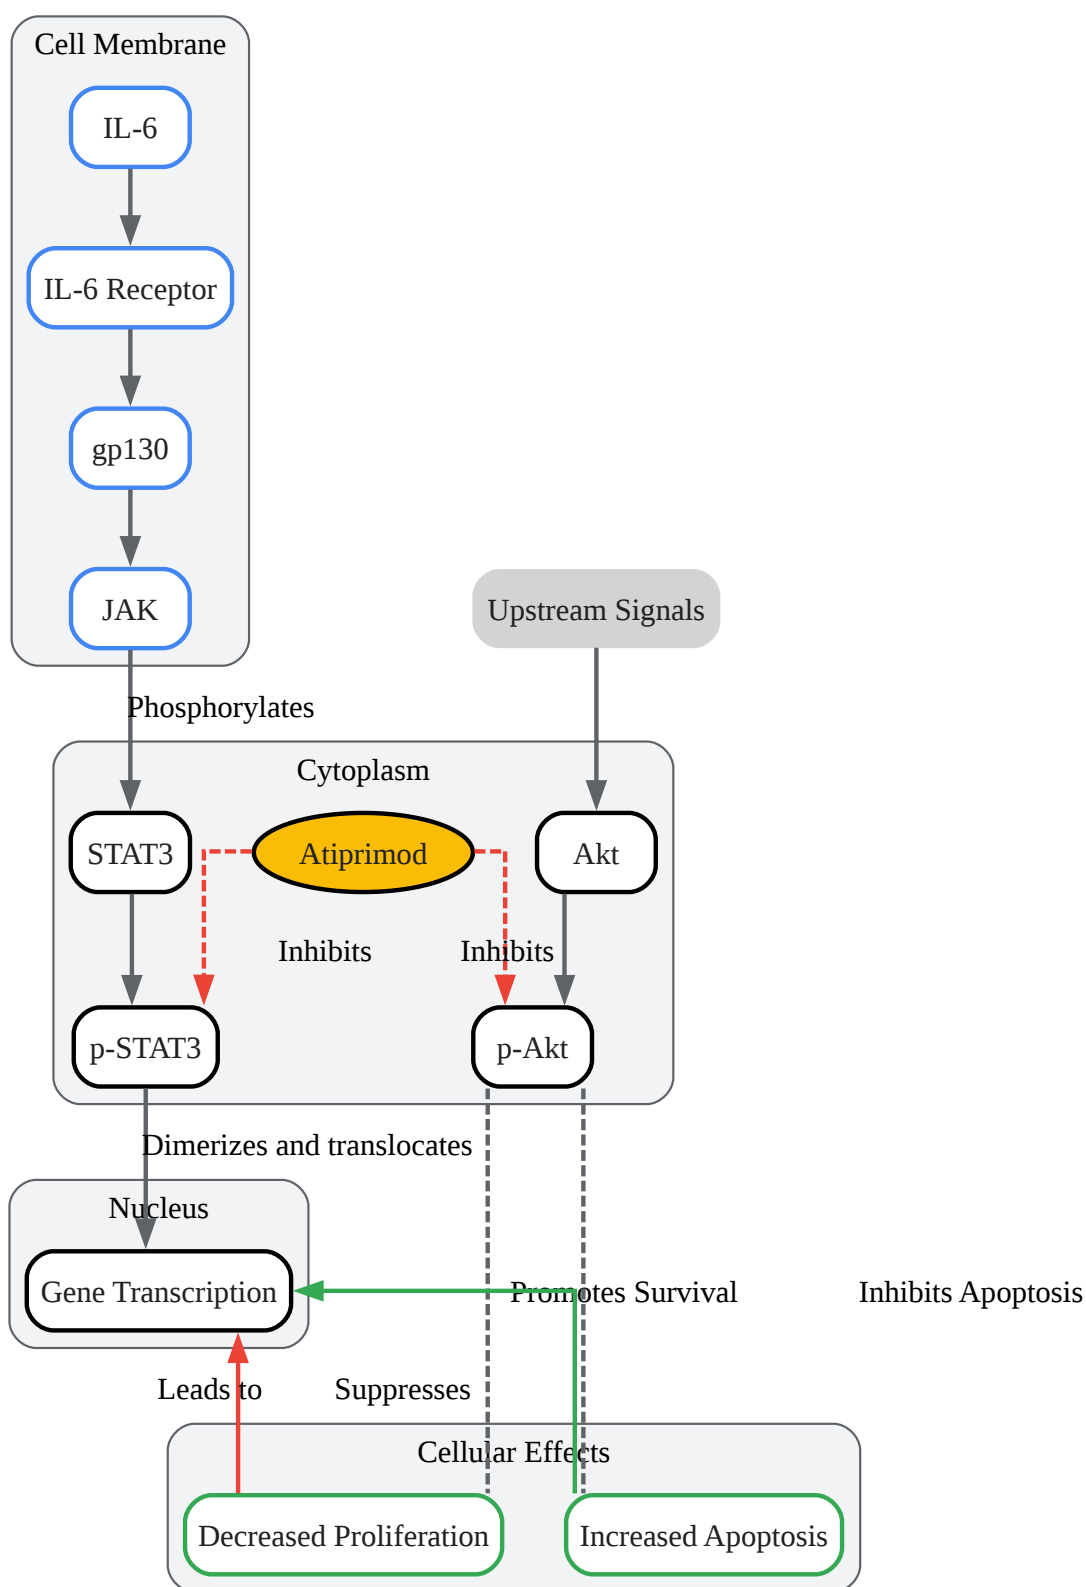 Cell Membrane
IL-6
IL-6 Receptor
gp130
JAK
Upstream Signals
Phosphorylates
Cytoplasm
STAT3
Atiprimod
Akt
Inhibits
Inhibits
p-STAT3
p-Akt
Dimerizes and translocates
Nucleus
Gene Transcription
Promotes Survival
Inhibits Apoptosis
Leads to
Suppresses
Cellular Effects
Decreased Proliferation
Increased Apoptosis